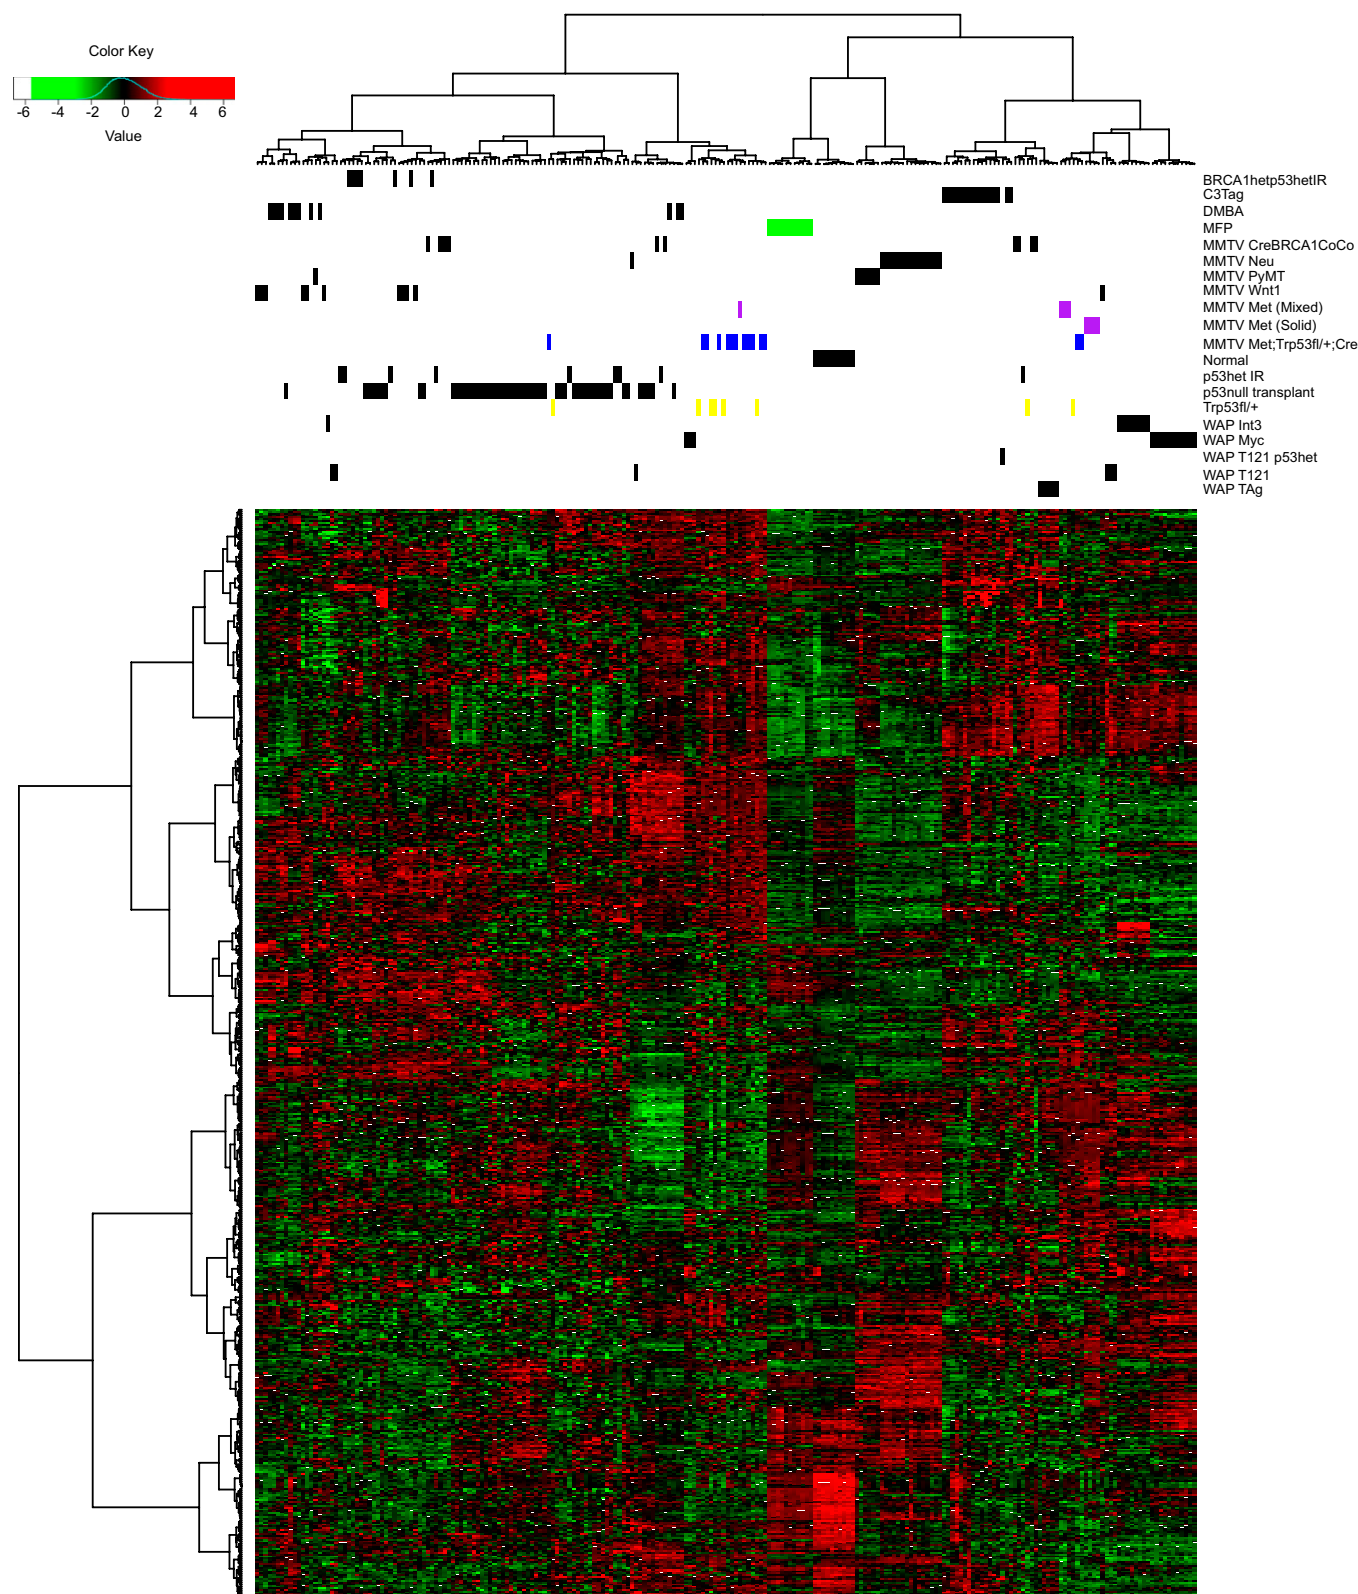 Color Key
-6 -4 -2 0 2 4 6
Value
BRCA1hetp53hetIR
C3Tag
DMBA
MFP
MMTV CreBRCA1CoCo
MMTV Neu
MMTV PyMT
MMTV Wnt1
MMTV Met (Mixed)
MMTV Met (Solid)
MMTV Met;Trp53fl/+;Cre
Normal
p53het IR
p53null transplant
Trp53fl/+
WAP Int3
WAP Myc
WAP T121 p53het
WAP T121
WAP TAg